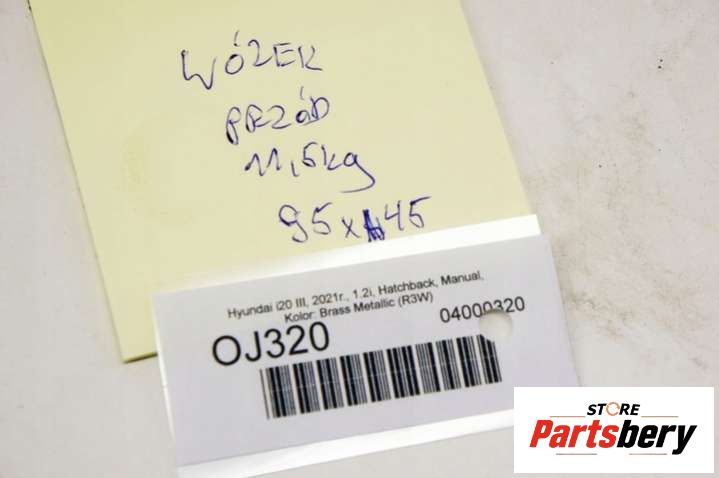 WÓZEK
PRZÓD
11,5kg
95x45
Hyundai i20 III, 2021r., 1.2i, Hatchback, Manual,
Kolor: Brass Metallic (R3W)
OJ320
04000320
STORE
Partsbery